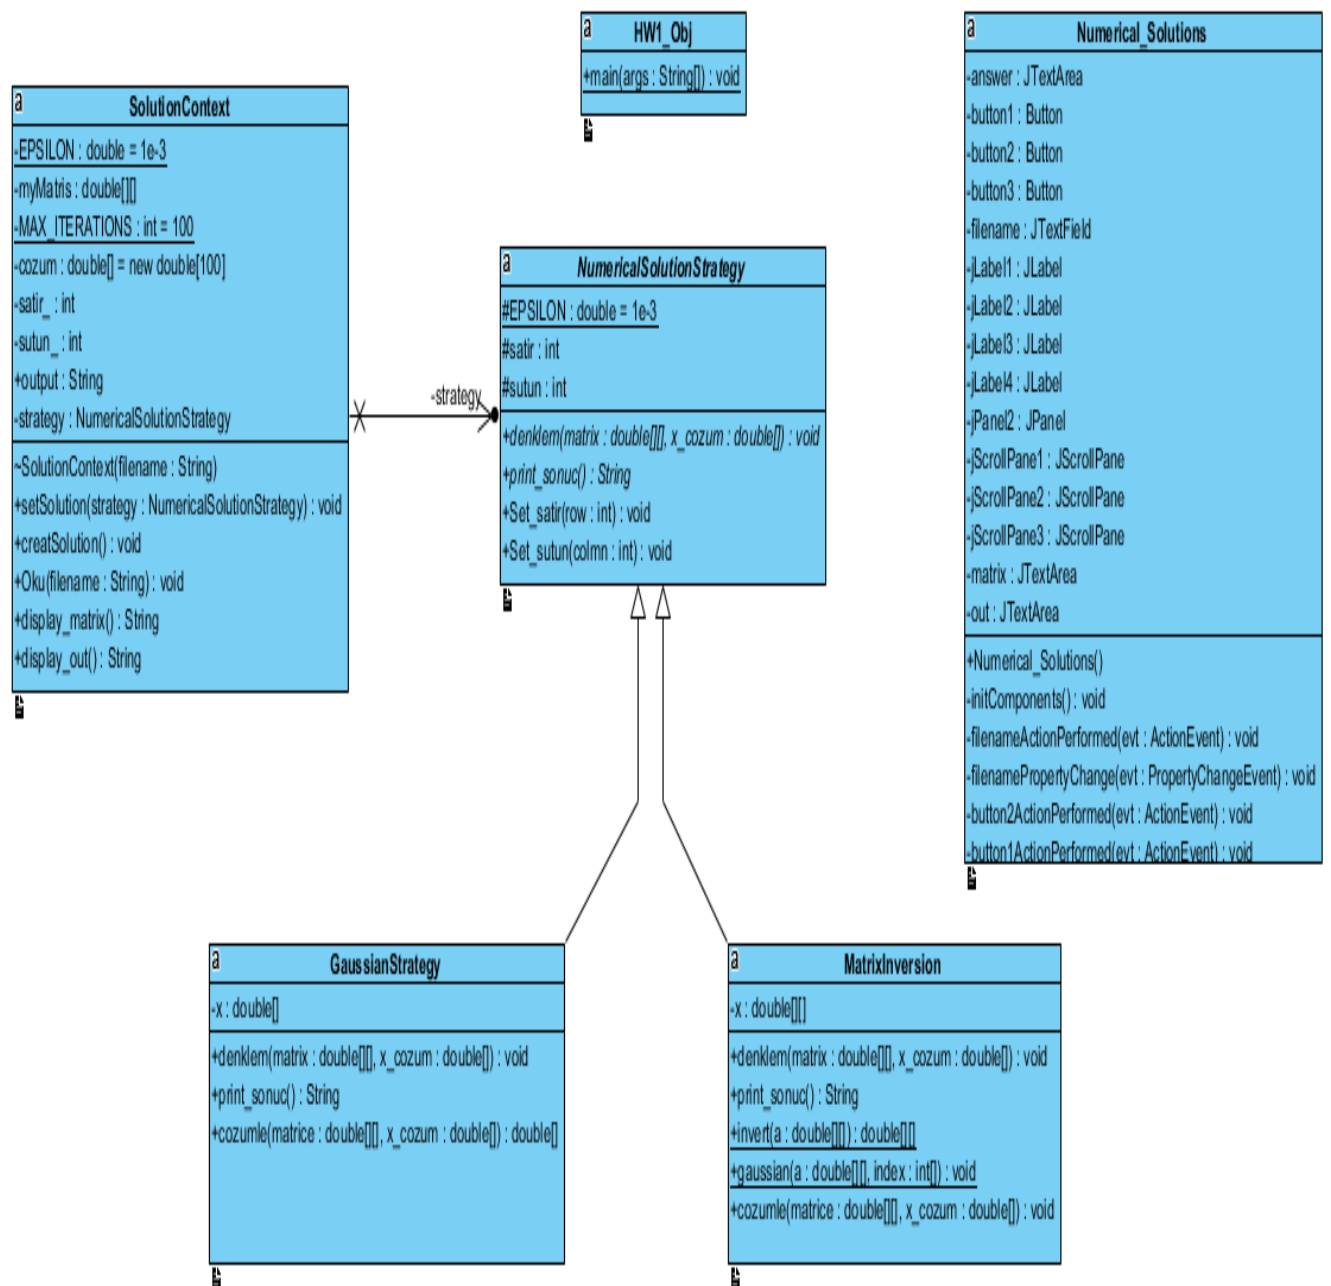 a
HW1_Obj
+main(args : String[]) : void
a
Numerical_Solutions
-answer : JTextArea
-button1 : Button
-button2 : Button
-button3 : Button
-filename : JTextField
-jLabel1 : JLabel
-jLabel2 : JLabel
-jLabel3 : JLabel
-jLabel4 : JLabel
-jPanel2 : JPanel
-jScrollPane1 : JScrollPane
-jScrollPane2 : JScrollPane
-jScrollPane3 : JScrollPane
-matrix : JTextArea
-out : JTextArea
+Numerical_Solutions()
-initComponents() : void
-filenameActionPerformed(evt : ActionEvent) : void
-filenamePropertyChange(evt : PropertyChangeEvent) : void
-button2ActionPerformed(evt : ActionEvent) : void
-button1ActionPerformed(evt : ActionEvent) : void
a
SolutionContext
-EPSILON : double = 1e-3
-myMatris : double[][]
-MAX_ITERATIONS : int = 100
-cozum : double[] = new double[100]
-satir_ : int
-sutun_ : int
+output : String
-strategy : NumericalSolutionStrategy
~SolutionContext(filename : String)
+setSolution(strategy : NumericalSolutionStrategy) : void
+creatSolution() : void
+Oku(filename : String) : void
+display_matrix() : String
+display_out() : String
-strategy
a
NumericalSolutionStrategy
#EPSILON : double = 1e-3
#satir : int
#sutun : int
+denklem(matrix : double[][], x_cozum : double[]) : void
+print_sonuc() : String
+Set_satir(row : int) : void
+Set_sutun(colmn : int) : void
a
GaussianStrategy
-x : double[]
+denklem(matrix : double[][], x_cozum : double[]) : void
+print_sonuc() : String
+cozumle(matrice : double[][], x_cozum : double[]) : double[]
a
MatrixInversion
-x : double[][]
+denklem(matrix : double[][], x_cozum : double[]) : void
+print_sonuc() : String
+invert(a : double[][]) : double[][]
+gaussian(a : double[][], index : int[]) : void
+cozumle(matrice : double[][], x_cozum : double[]) : void